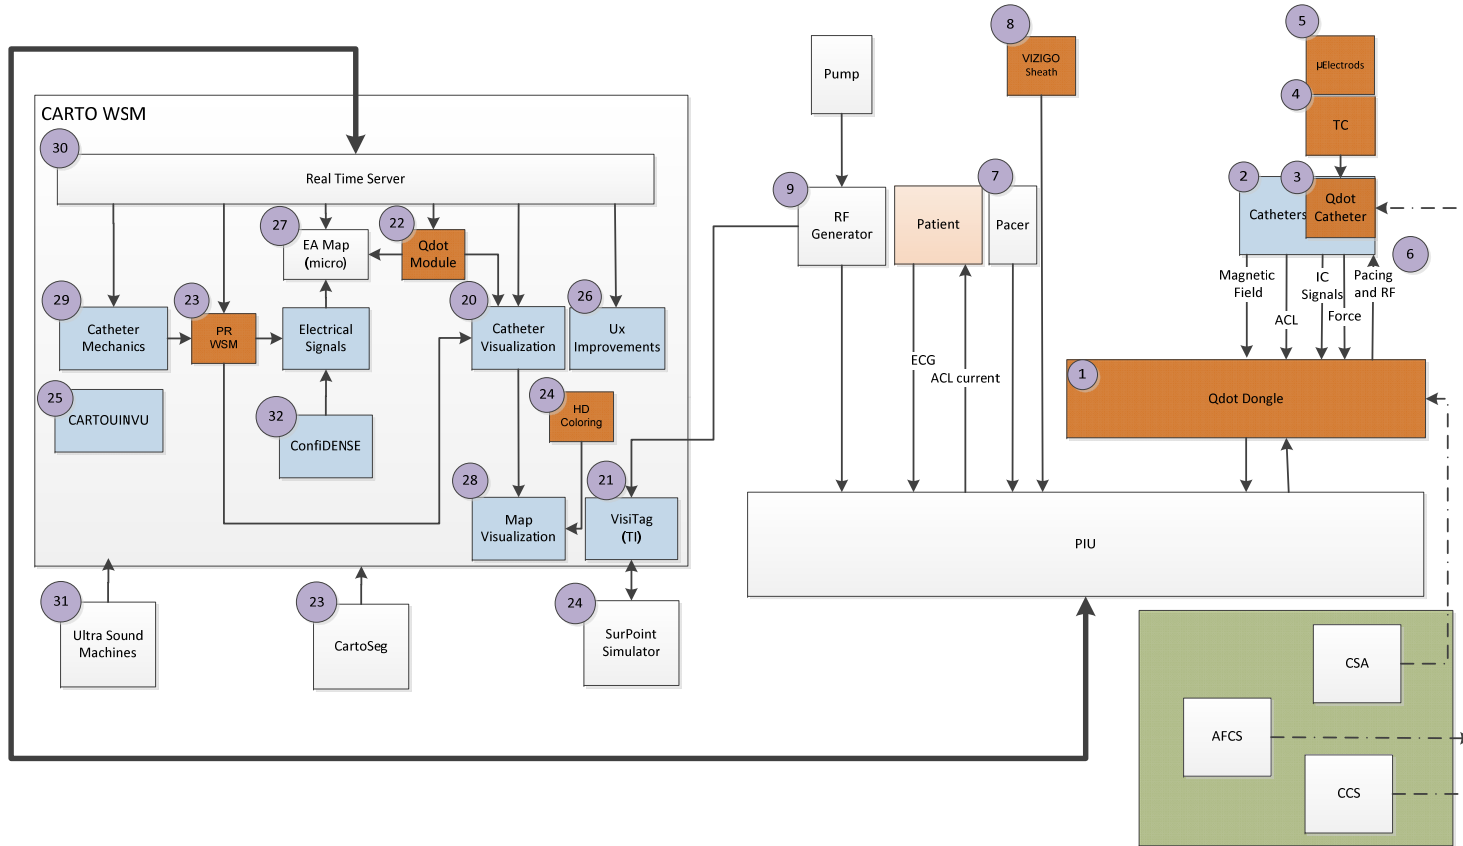 5
8
µElectrods
VIZIGO
Sheath
Pump
4
TC
CARTO WSM
30
Real Time Server
2
3
7
9
Qdot
Catheter
Catheters
RF
Generator
Patient
Pacer
27
22
EA Map
(micro)
Qdot
Module
6
Magnetic
Field
IC
Signals
Pacing
and RF
ACL
Force
29
23
20
26
Catheter
Mechanics
PR
WSM
Electrical
Signals
Catheter
Visualization
Ux
Improvements
ECG
ACL current
1
Qdot Dongle
25
CARTOUINVU
24
HD
Coloring
32
ConfiDENSE
28
21
Map
Visualization
VisiTag
(TI)
PIU
31
23
24
Ultra Sound
Machines
CartoSeg
SurPoint
Simulator
CSA
AFCS
CCS